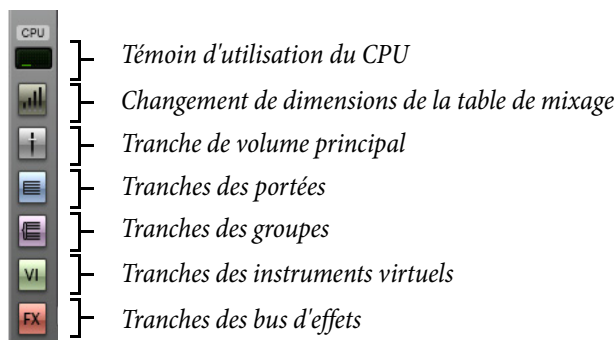 CPU
Témoin d'utilisation du CPU
Changement de dimensions de la table de mixage
Tranche de volume principal
Tranches des portées
Tranches des groupes
VI Tranches des instruments virtuels
FX Tranches des bus d'effets